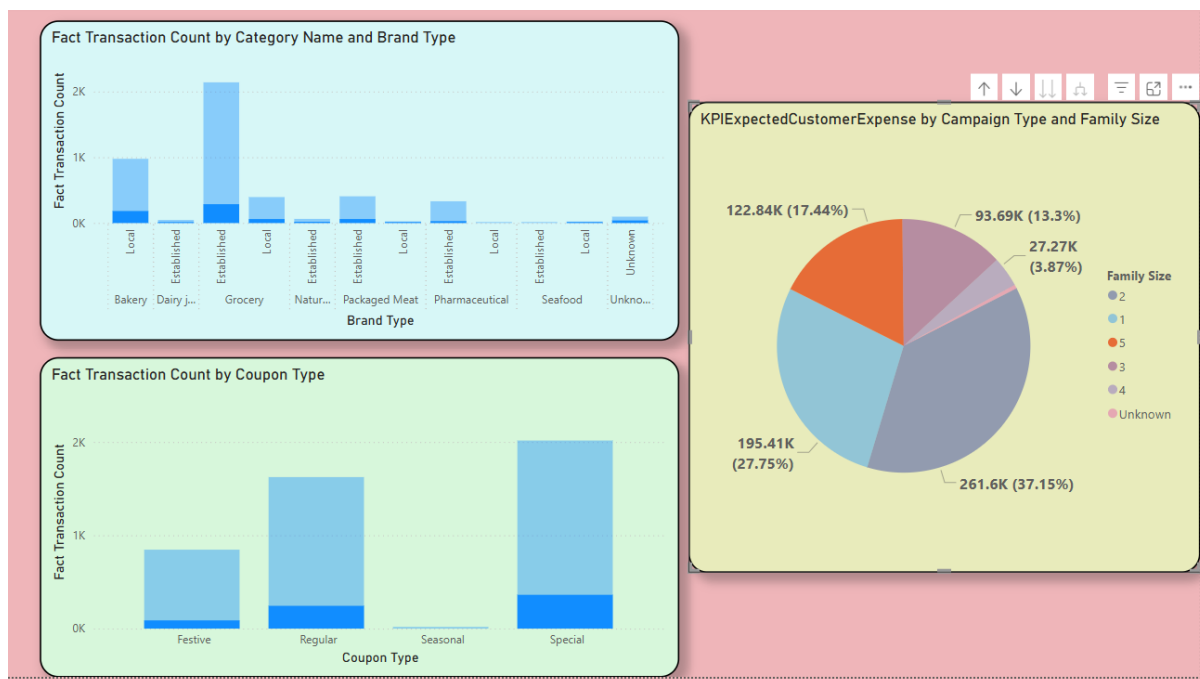 Fact Transaction Count by Category Name and Brand Type
Fact Transaction Count
2K
1K
0K
Local
Established
Established
Local
Established
Established
Local
Established
Local
Established
Local
Unknown
Bakery
Dairy j...
Grocery
Natur...
Packaged Meat
Pharmaceutical
Seafood
Unkno...
Brand Type
Fact Transaction Count by Coupon Type
Fact Transaction Count
2K
1K
0K
Festive
Regular
Seasonal
Special
Coupon Type
KPIExpectedCustomerExpense by Campaign Type and Family Size
122.84K (17.44%)
93.69K (13.3%)
27.27K
(3.87%)
195.41K
(27.75%)
261.6K (37.15%)
Family Size
2
1
5
3
4
Unknown